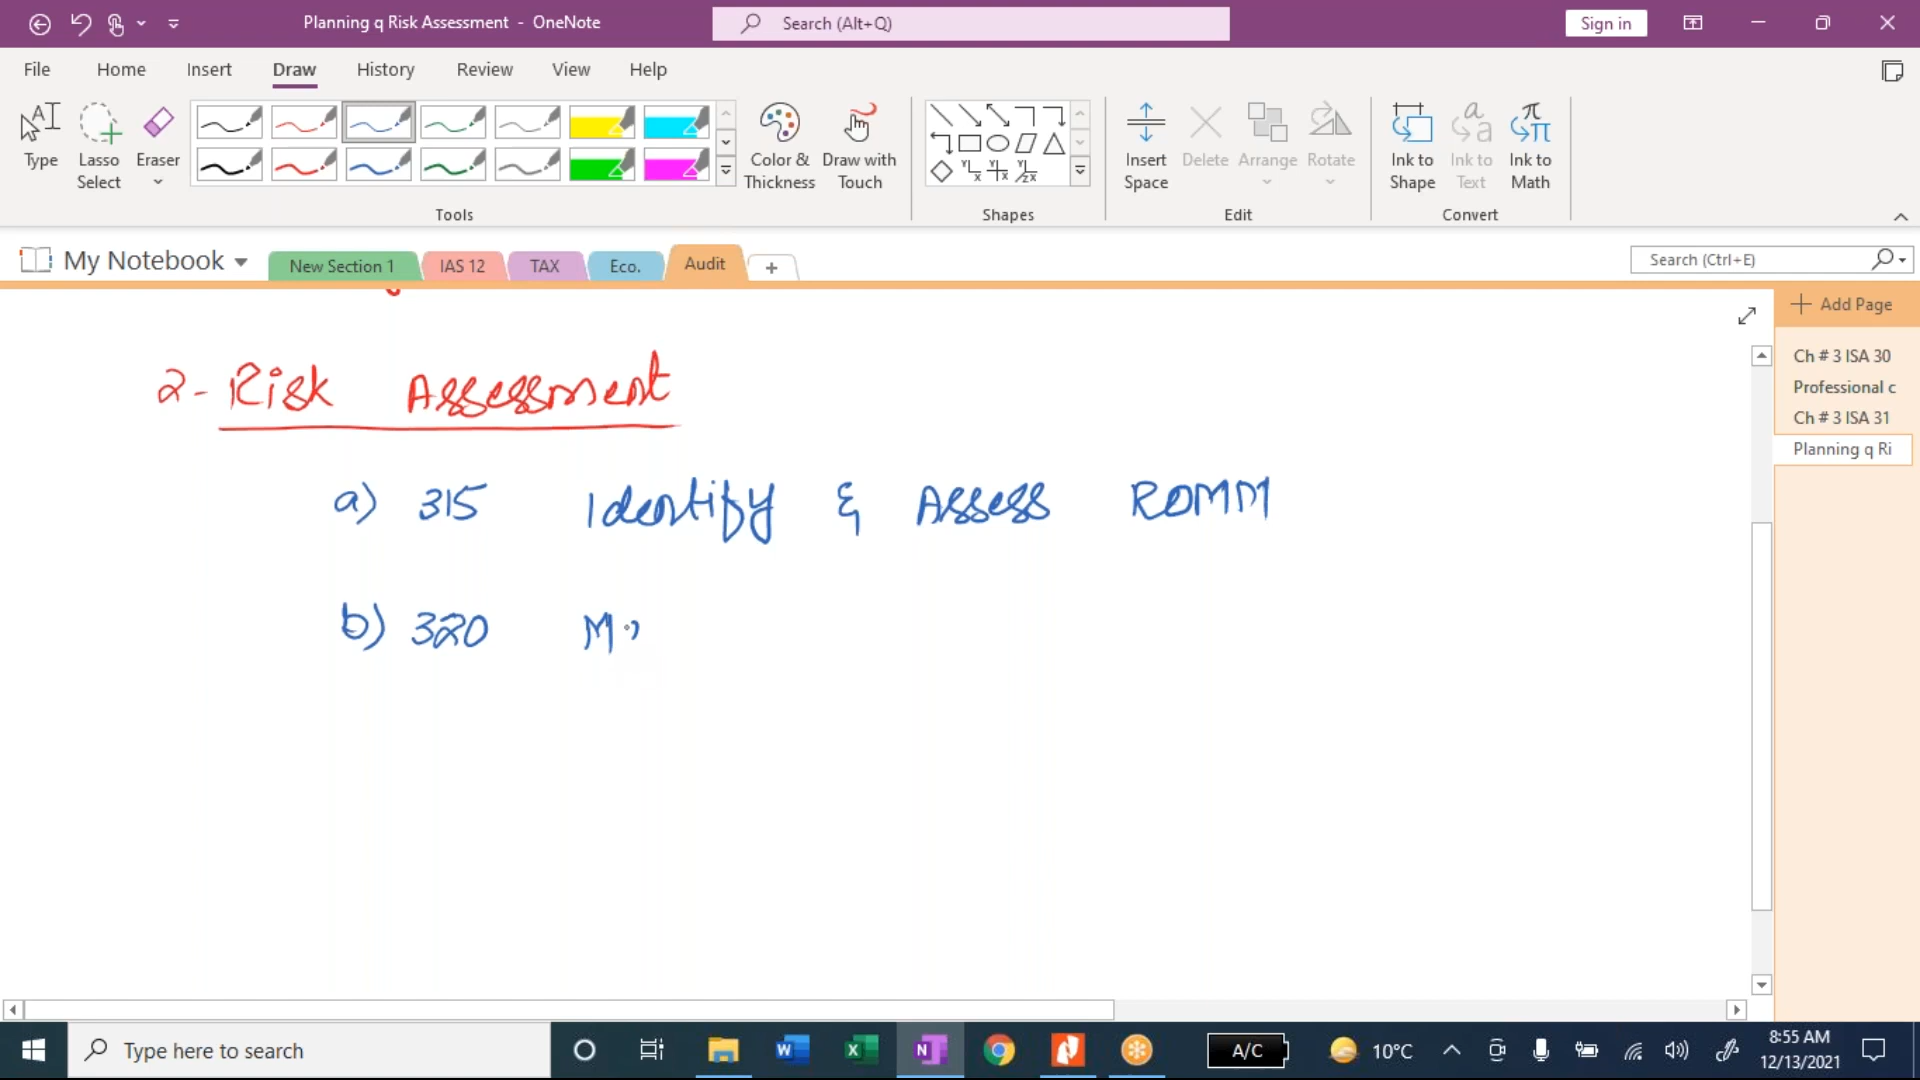 Planning q Risk Assessment - OneNote
Search (Alt+Q)
Sign in
File Home Insert Draw History Review View Help
Type
Lasso Select
Eraser
Color & Thickness
Draw with Touch
Insert Space
Delete
Arrange
Rotate
Ink to Shape
Ink to Text
Ink to Math
Tools
Shapes
Edit
Convert
My Notebook
New Section 1
IAS 12
TAX
Eco.
Audit
Search (Ctrl+E)
Add Page
Ch # 3 ISA 30
Professional c
Ch # 3 ISA 31
Planning q Ri
2- Risk Assessment
a) 315 Identify & Assess ROMM
b) 320 M
Type here to search
A/C
10°C
8:55 AM
12/13/2021